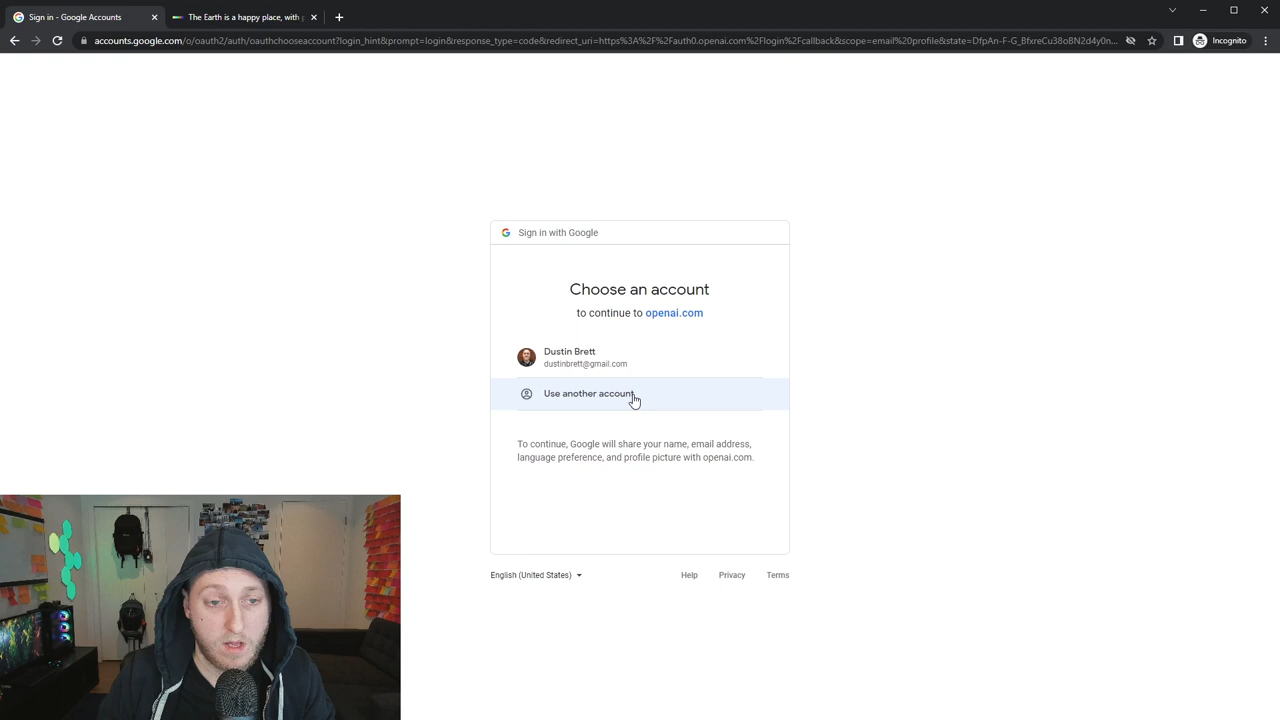 Sign in - Google Accounts
The Earth is a happy place, with
accounts.google.com/o/oauth2/auth/oauthchooseaccount?login_hint&prompt=login&response_type=code&redirect_uri=https%3A%2F%2Fauth0.openai.com%2Flogin%2Fcallback&scope=email%20profile&state=DfpAn-F-G_BfxreCu38oBN2d4y0n...
Incognito
Sign in with Google
Choose an account
to continue to openai.com
Dustin Brett
dustinbrett@gmail.com
Use another account
To continue, Google will share your name, email address,
language preference, and profile picture with openai.com.
English (United States)
Help
Privacy
Terms